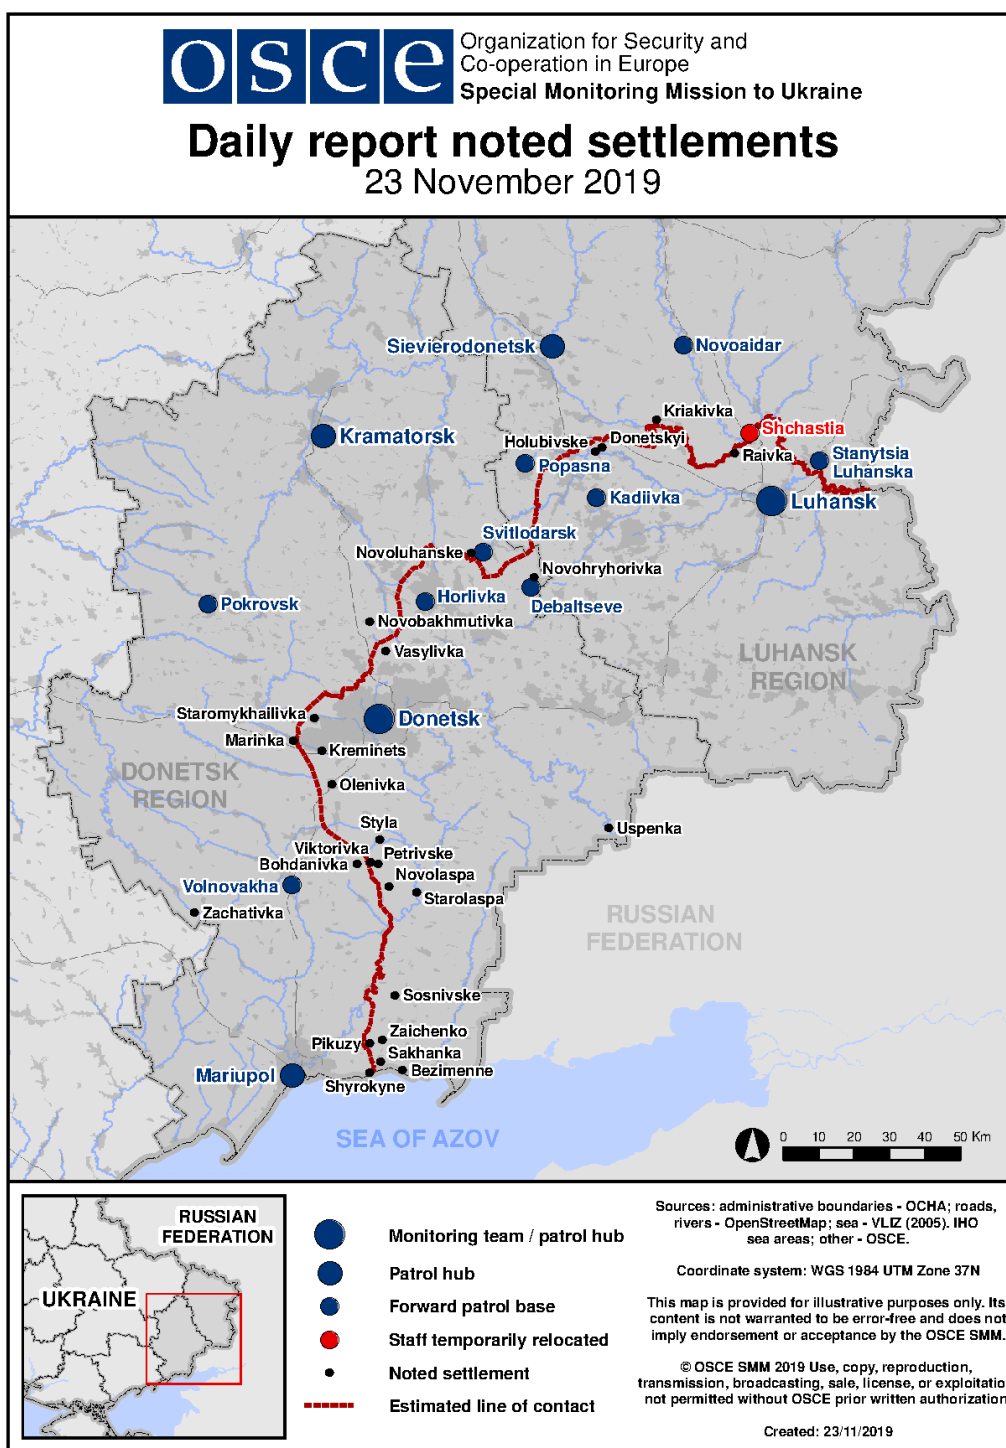 osce
Organization for Security and
Co-operation in Europe
Special Monitoring Mission to Ukraine
Daily report noted settlements
23 November 2019
Sievierodonetsk
Novoaidar
Kriakivka
Shchastia
Kramatorsk
Holubivske
Donetskyi
Raivka
Stanytsia
Luhanska
Popasna
Kadiivka
Luhansk
Svitlodarsk
Novoluhanske
Novohryhorivka
Debaltseve
Horlivka
Pokrovsk
Novobakhmutivka
Vasylivka
LUHANSK
REGION
Staromykhailivka
Donetsk
Marinka
Kreminets
DONETSK
REGION
Olenivka
Styla
Uspenka
Viktorivka
Petrivske
Bohdanivka
Novolaspa
Volnovakha
Starolaspa
Zachativka
RUSSIAN
FEDERATION
Sosnivske
Zaichenko
Pikuzy
Sakhanka
Bezimenne
Mariupol
Shyrokyne
SEA OF AZOV
0 10 20 30 40 50 Km
RUSSIAN
FEDERATION
UKRAINE
Monitoring team / patrol hub
Patrol hub
Forward patrol base
Staff temporarily relocated
Noted settlement
Estimated line of contact
Sources: administrative boundaries - OCHA; roads,
rivers - OpenStreetMap; sea - VLIZ (2005). IHO
sea areas; other - OSCE.
Coordinate system: WGS 1984 UTM Zone 37N
This map is provided for illustrative purposes only. Its
content is not warranted to be error-free and does not
imply endorsement or acceptance by the OSCE SMM.
© OSCE SMM 2019 Use, copy, reproduction,
transmission, broadcasting, sale, license, or exploitatio
not permitted without OSCE prior written authorization
Created: 23/11/2019